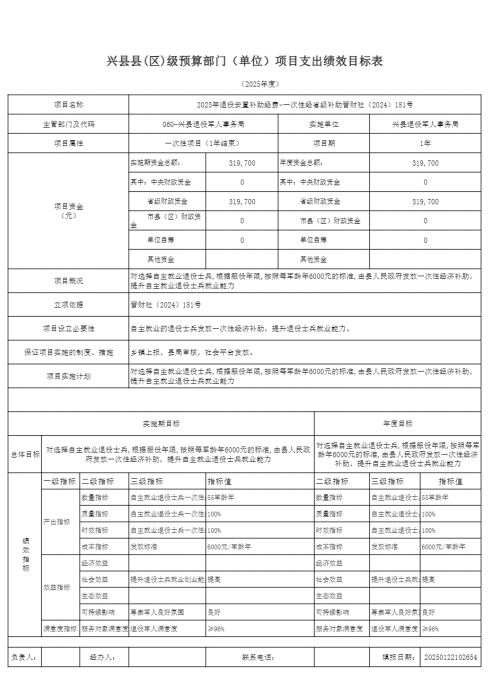 兴县县(区)级预算部门（单位）项目支出绩效目标表
（2025年度）
项目名称 2025年退役安置补助经费-一次性经省级补助晋财社（2024）181号
主管部门及代码 060-兴县退役军人事务局 实施单位 兴县退役军人事务局
项目属性 一次性项目（1年结束） 项目期 1年
项目资金（元）
实施期资金总额： 319,700 年度资金总额： 319,700
其中：中央财政资金 0 其中：中央财政资金 0
省级财政资金 319,700 省级财政资金 319,700
市县（区）财政资金 0 市县（区）财政资金 0
单位自筹 0 单位自筹 0
其他资金 其他资金
项目概况 对选择自主就业退役士兵,根据服役年限,按照每军龄年6000元的标准,由县人民政府发放一次性经济补助,
提升自主就业退役士兵就业能力
立项依据 晋财社（2024）181号
项目设立必要性 自主就业的退役士兵发放一次性经济补助，提升退役士兵就业能力。
保证项目实施的制度、措施 乡镇上报，县局审核，社会平台发放。
项目实施计划 对选择自主就业退役士兵,根据服役年限,按照每军龄年6000元的标准,由县人民政府发放一次性经济补助,
提升自主就业退役士兵就业能力
实施期目标 年度目标
总体目标 对选择自主就业退役士兵,根据服役年限,按照每军龄年6000元的标准,由县人民政
府发放一次性经济补助，提升自主就业退役士兵就业能力
对选择自主就业退役士兵,根据服役年限,按照每军
龄年6000元的标准,由县人民政府发放一次性经济
补助，提升自主就业退役士兵就业能力
绩效指标
一级指标 二级指标 三级指标 指标值 二级指标 三级指标 指标值
产出指标
数量指标 自主就业退役士兵一次性 55军龄年 数量指标 自主就业退役士 55军龄年
质量指标 自主就业退役士兵一次性 100% 质量指标 自主就业退役士 100%
时效指标 自主就业退役士兵一次性 100% 时效指标 自主就业退役士 100%
成本指标 发放标准 6000元/军龄年 成本指标 发放标准 6000元/军龄年
效益指标
经济效益 经济效益
社会效益 提升退役士兵就业创业能 提高 社会效益 提升退役士兵就 提高
生态效益 生态效益
可持续影响 尊崇军人良好氛围 良好 可持续影响 尊崇军人良好氛 良好
满意度指标 服务对象满意度 退役军人满意度 ≥96% 服务对象满意度 退役军人满意度 ≥96%
负责人： 经办人： 联系电话： 填报日期： 20250122102654